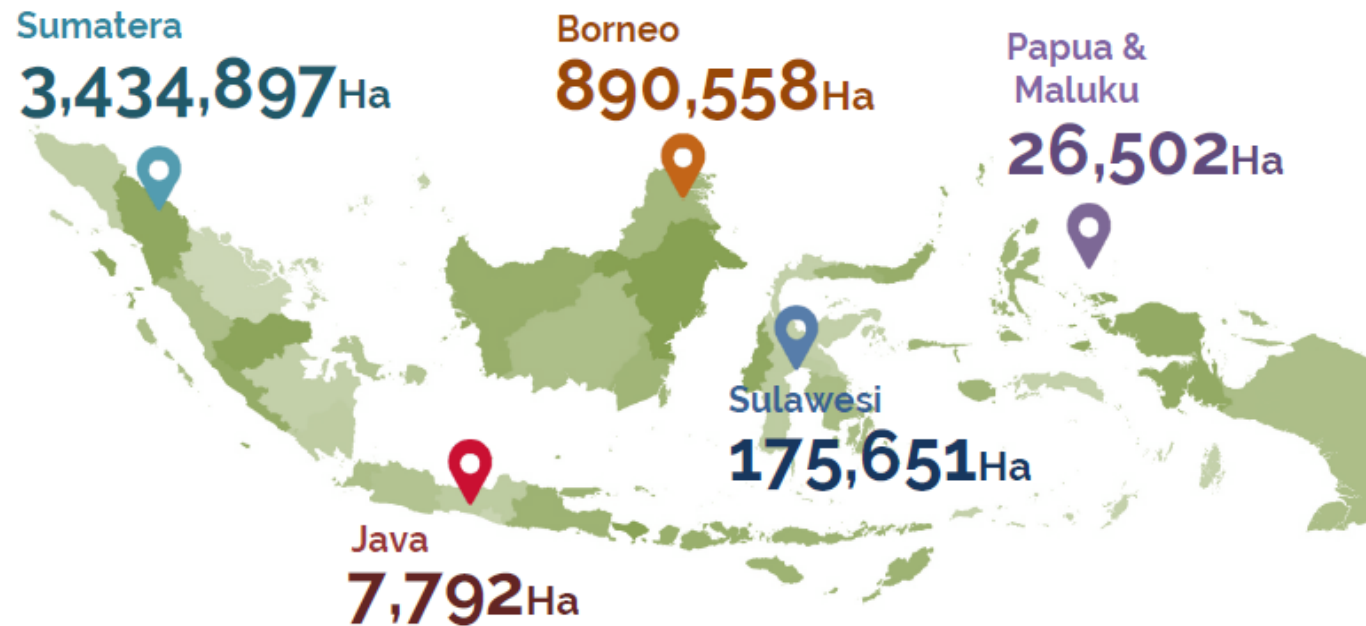 Sumatera
3,434,897Ha
Borneo
890,558Ha
Papua &
Maluku
26,502Ha
Sulawesi
175,651Ha
Java
7,792Ha